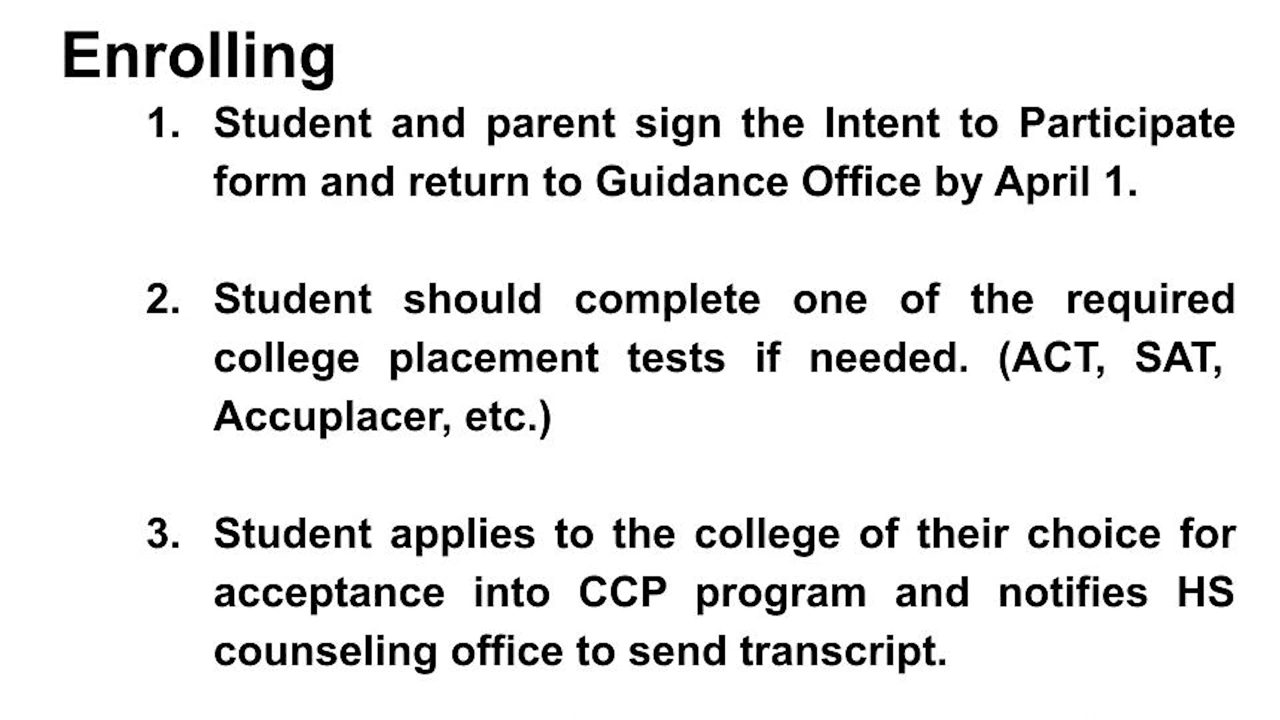 Enrolling
1. Student and parent sign the Intent to Participate
form and return to Guidance Office by April 1.
2. Student should complete one of the required
college placement tests if needed. (ACT, SAT,
Accuplacer, etc.)
3. Student applies to the college of their choice for
acceptance into CCP program and notifies HS
counseling office to send transcript.